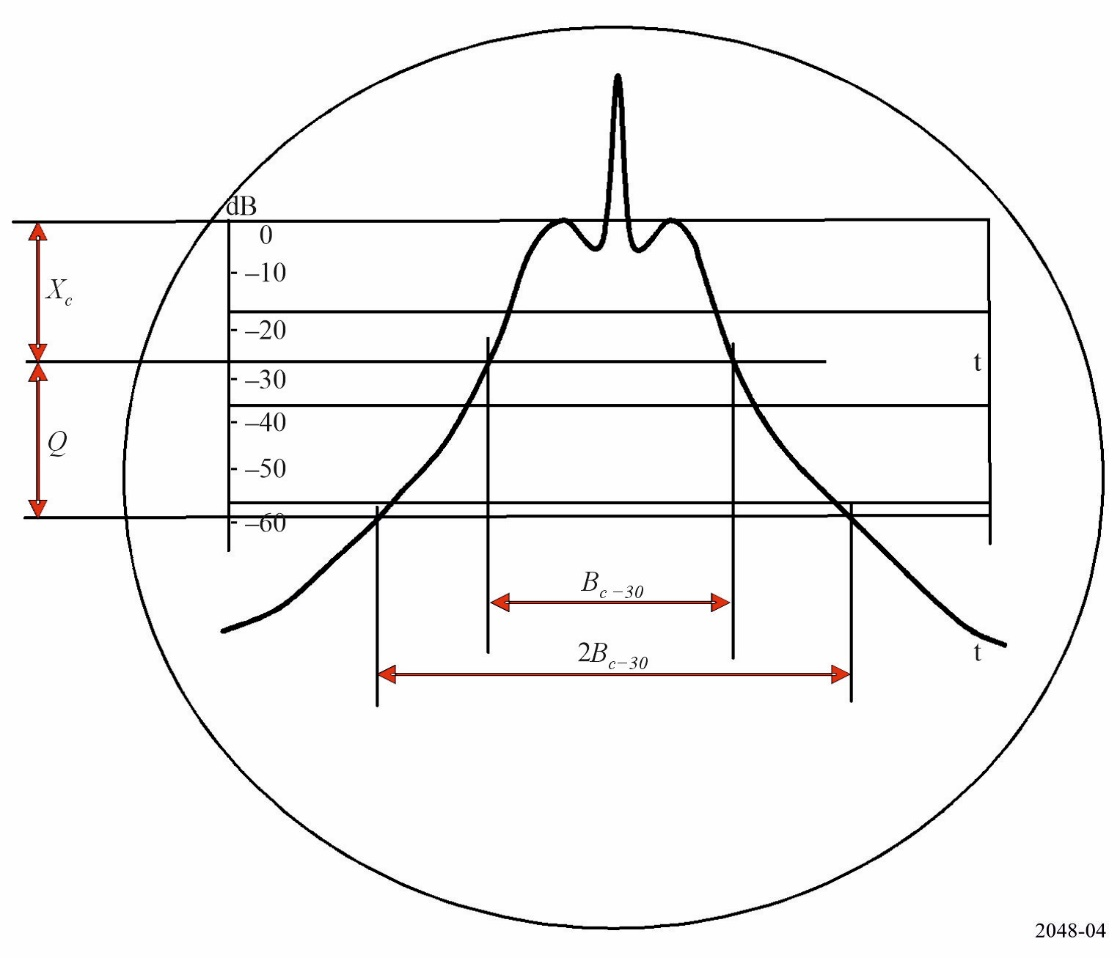 dB
0
–10
X_c
–20
t
–30
–40
Q
–50
–60
B_c–30
2B_c–30
t
2048-04